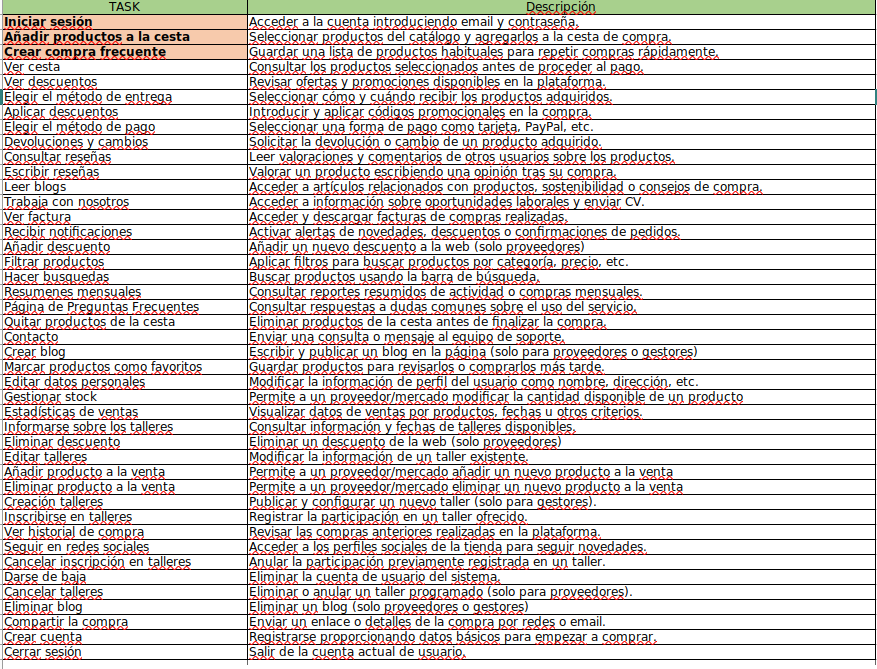 TASK Descripción
Iniciar sesión Acceder a la cuenta introduciendo email y contraseña.
Añadir productos a la cesta Seleccionar productos del catálogo y agregarlos a la cesta de compra.
Crear compra frecuente Guardar una lista de productos habituales para repetir compras rápidamente.
Ver cesta Consultar los productos seleccionados antes de proceder al pago.
Ver descuentos Revisar ofertas y promociones disponibles en la plataforma.
Elegir el método de entrega Seleccionar cómo y cuándo recibir los productos adquiridos.
Aplicar descuentos Introducir y aplicar códigos promocionales en la compra.
Elegir el método de pago Seleccionar una forma de pago como tarjeta, PayPal, etc.
Devoluciones y cambios Solicitar la devolución o cambio de un producto adquirido.
Consultar reseñas Leer valoraciones y comentarios de otros usuarios sobre los productos.
Escribir reseñas Valorar un producto escribiendo una opinión tras su compra.
Leer blogs Acceder a artículos relacionados con productos, sostenibilidad o consejos de compra.
Trabaja con nosotros Acceder a información sobre oportunidades laborales y enviar CV.
Ver factura Acceder y descargar facturas de compras realizadas.
Recibir notificaciones Activar alertas de novedades, descuentos o confirmaciones de pedidos.
Añadir descuento Añadir un nuevo descuento a la web (solo proveedores)
Filtrar productos Aplicar filtros para buscar productos por categoría, precio, etc.
Hacer busquedas Buscar productos usando la barra de búsqueda.
Resumenes mensuales Consultar reportes resumidos de actividad o compras mensuales.
Página de Preguntas Frecuentes Consultar respuestas a dudas comunes sobre el uso del servicio.
Quitar productos de la cesta Eliminar productos de la cesta antes de finalizar la compra.
Contacto Enviar una consulta o mensaje al equipo de soporte.
Crear blog Escribir y publicar un blog en la página (solo para proveedores o gestores)
Marcar productos como favoritos Guardar productos para revisarlos o comprarlos más tarde.
Editar datos personales Modificar la información de perfil del usuario como nombre, dirección, etc.
Gestionar stock Permite a un proveedor/mercado modificar la cantidad disponible de un producto
Estadísticas de ventas Visualizar datos de ventas por productos, fechas u otros criterios.
Informarse sobre los talleres Consultar información y fechas de talleres disponibles.
Eliminar descuento Eliminar un descuento de la web (solo proveedores)
Editar talleres Modificar la información de un taller existente.
Añadir producto a la venta Permite a un proveedor/mercado añadir un nuevo producto a la venta
Eliminar producto a la venta Permite a un proveedor/mercado eliminar un nuevo producto a la venta
Creación talleres Publicar y configurar un nuevo taller (solo para gestores).
Inscribirse en talleres Registrar la participación en un taller ofrecido.
Ver historial de compra Revisar las compras anteriores realizadas en la plataforma.
Seguir en redes sociales Acceder a los perfiles sociales de la tienda para seguir novedades.
Cancelar inscripción en talleres Anular la participación previamente registrada en un taller.
Darse de baja Eliminar la cuenta de usuario del sistema.
Cancelar talleres Eliminar o anular un taller programado (solo para proveedores).
Eliminar blog Eliminar un blog (solo proveedores o gestores)
Compartir la compra Enviar un enlace o detalles de la compra por redes o email.
Crear cuenta Registrarse proporcionando datos básicos para empezar a comprar.
Cerrar sesión Salir de la cuenta actual de usuario.